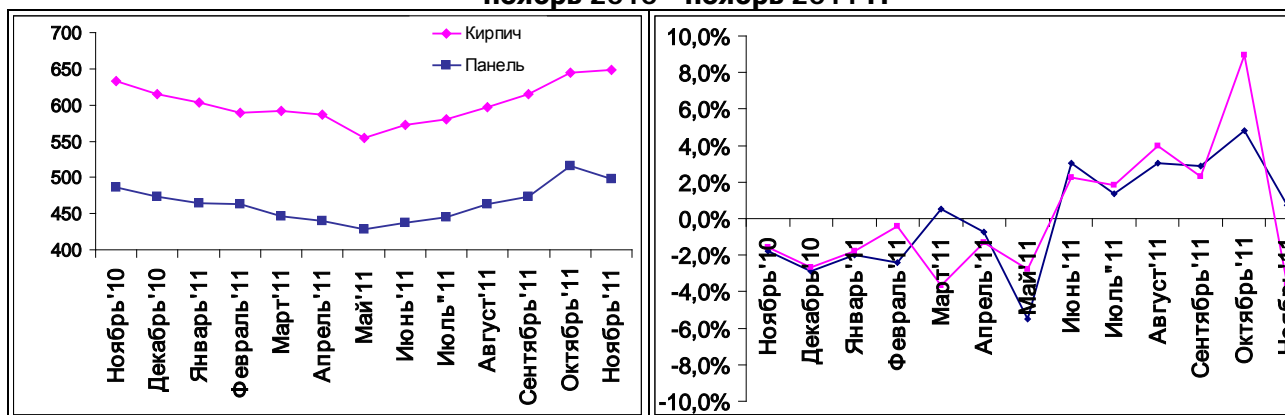 700
650
600
550
500
450
400
Кирпич
Панель
Ноябрь'10
Декабрь'10
Январь'11
Февраль'11
Март'11
Апрель'11
Май'11
Июнь'11
Июль"11
Август'11
Сентябрь'11
Октябрь'11
Ноябрь'11
10,0%
8,0%
6,0%
4,0%
2,0%
0,0%
-2,0%
-4,0%
-6,0%
-8,0%
-10,0%
Ноябрь'10
Декабрь'10
Январь'11
Февраль'11
Март'11
Апрель'11
Май'11
Июнь'11
Июль"11
Август'11
Сентябрь'11
Октябрь'11